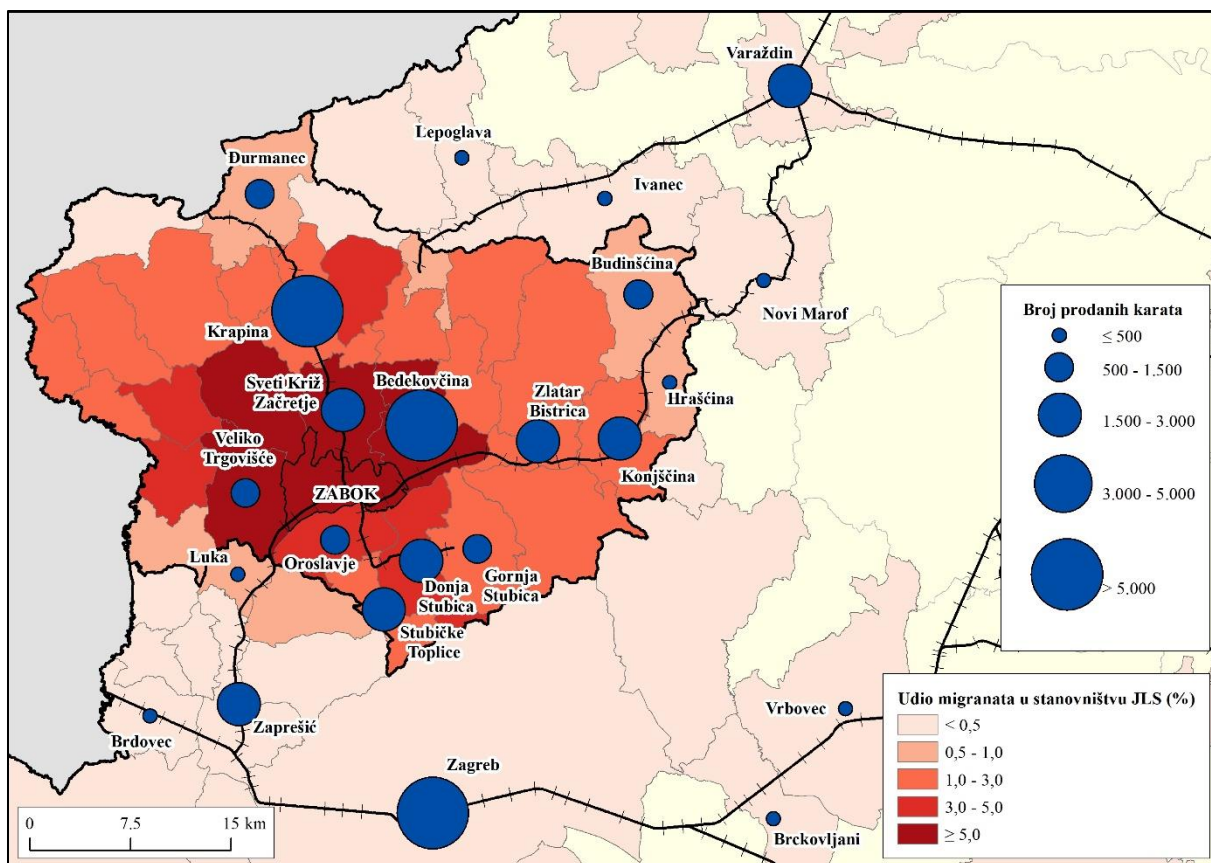 Varaždin
Lepoglava
Đurmanec
Ivanec
Budinšćina
Novi Marof
Krapina
Hrašćina
Sveti Križ
Začretje
Bedekovčina
Zlatar
Bistrica
Konjščina
Veliko
Trgovišće
ZABOK
Luka
Oroslavje
Donja
Stubica
Gornja
Stubica
Stubičke
Toplice
Zaprešić
Brdovec
Zagreb
Vrbovec
Brckovljani
Broj prodanih karata
≤ 500
500 - 1.500
1.500 - 3.000
3.000 - 5.000
> 5.000
Udio migranata u stanovništvu JLS (%)
< 0,5
0,5 - 1,0
1,0 - 3,0
3,0 - 5,0
≥ 5,0
0 7,5 15 km